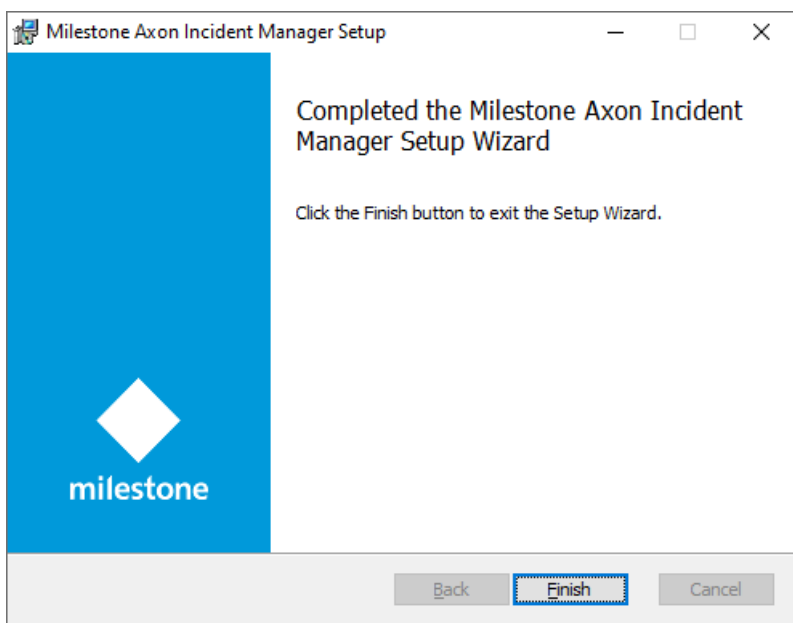 Milestone Axon Incident Manager Setup
Completed the Milestone Axon Incident
Manager Setup Wizard
Click the Finish button to exit the Setup Wizard.
milestone
Back Finish Cancel